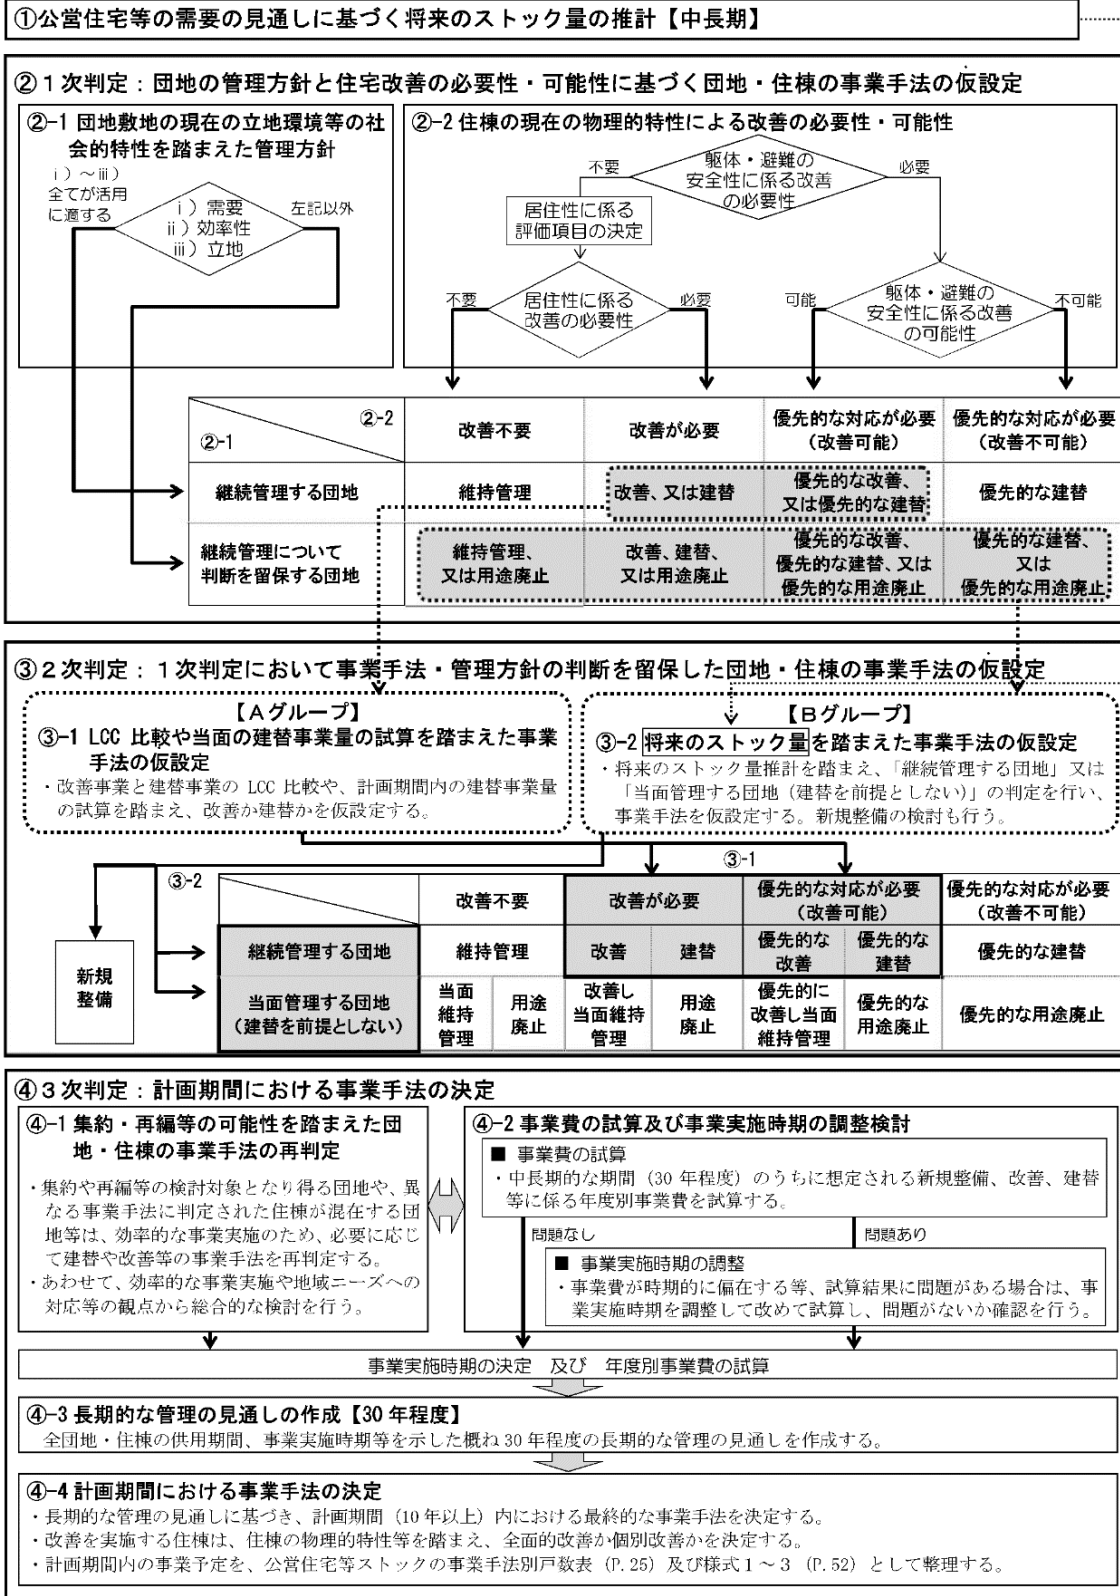 ①公営住宅等の需要の見通しに基づく将来のストック量の推計【中長期】
②１次判定：団地の管理方針と住宅改善の必要性・可能性に基づく団地・住棟の事業手法の仮設定
②-1 団地敷地の現在の立地環境等の社
会的特性を踏まえた管理方針
ⅰ）～ⅲ）
全てが活用
に適する
ⅰ）需要
ⅱ）効率性
ⅲ）立地
左記以外
②-2 住棟の現在の物理的特性による改善の必要性・可能性
不要
躯体・避難の
安全性に係る改善
の必要性
必要
居住性に係る
評価項目の決定
不要
居住性に係る
改善の必要性
必要
可能
躯体・避難の
安全性に係る改善
の可能性
不可能
②-2
②-1
改善不要
改善が必要
優先的な対応が必要
（改善可能）
優先的な対応が必要
（改善不可能）
継続管理する団地
維持管理
改善、又は建替
優先的な改善、
又は優先的な建替
優先的な建替
継続管理について
判断を留保する団地
維持管理、
又は用途廃止
改善、建替、
又は用途廃止
優先的な改善、
優先的な建替、又は
優先的な用途廃止
優先的な建替、
又は
優先的な用途廃止
③２次判定：１次判定において事業手法・管理方針の判断を留保した団地・住棟の事業手法の仮設定
【Ａグループ】
③-1 LCC 比較や当面の建替事業量の試算を踏まえた事業
手法の仮設定
・改善事業と建替事業の LCC 比較や、計画期間内の建替事業量
の試算を踏まえ、改善か建替かを仮設定する。
【Ｂグループ】
③-2 将来のストック量を踏まえた事業手法の仮設定
・将来のストック量推計を踏まえ、「継続管理する団地」又は
「当面管理する団地（建替を前提としない）」の判定を行い、
事業手法を仮設定する。新規整備の検討も行う。
③-1
③-2
新規
整備
改善不要
改善が必要
優先的な対応が必要
（改善可能）
優先的な対応が必要
（改善不可能）
継続管理する団地
維持管理
改善
建替
優先的な
改善
優先的な
建替
優先的な建替
当面管理する団地
（建替を前提としない）
当面
維持
管理
用途
廃止
改善し
当面維持
管理
用途
廃止
優先的に
改善し当面
維持管理
優先的な
用途廃止
優先的な用途廃止
④３次判定：計画期間における事業手法の決定
④-1 集約・再編等の可能性を踏まえた団
地・住棟の事業手法の再判定
・集約や再編等の検討対象となり得る団地や、異
なる事業手法に判定された住棟が混在する団
地等は、効率的な事業実施のため、必要に応じ
て建替や改善等の事業手法を再判定する。
・あわせて、効率的な事業実施や地域ニーズへの
対応等の観点から総合的な検討を行う。
④-2 事業費の試算及び事業実施時期の調整検討
■ 事業費の試算
・中長期的な期間（30 年程度）のうちに想定される新規整備、改善、建替
等に係る年度別事業費を試算する。
問題なし
問題あり
■ 事業実施時期の調整
・事業費が時期的に偏在する等、試算結果に問題がある場合は、事
業実施時期を調整して改めて試算し、問題がないか確認を行う。
事業実施時期の決定　及び　年度別事業費の試算
④-3 長期的な管理の見通しの作成【30 年程度】
全団地・住棟の供用期間、事業実施時期等を示した概ね 30 年程度の長期的な管理の見通しを作成する。
④-4 計画期間における事業手法の決定
・長期的な管理の見通しに基づき、計画期間（10 年以上）内における最終的な事業手法を決定する。
・改善を実施する住棟は、住棟の物理的特性等を踏まえ、全面的改善か個別改善かを決定する。
・計画期間内の事業予定を、公営住宅等ストックの事業手法別戸数表（P.25）及び様式１～３（P.52）として整理する。